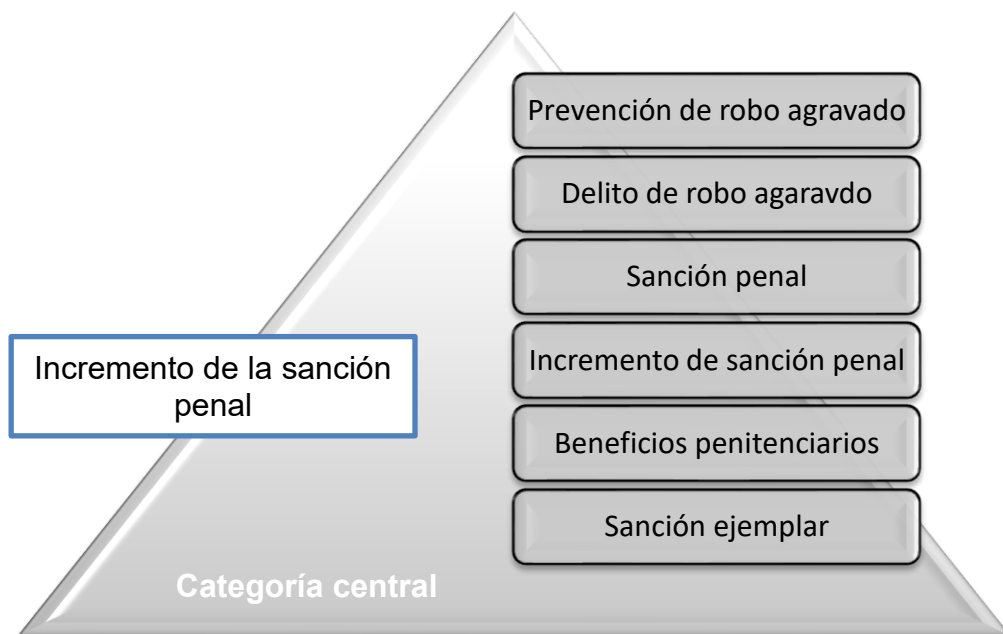 Prevención de robo agravado
Delito de robo agaravdo
Sanción penal
Incremento de la sanción
penal
Incremento de sanción penal
Beneficios penitenciarios
Sanción ejemplar
Categoría central